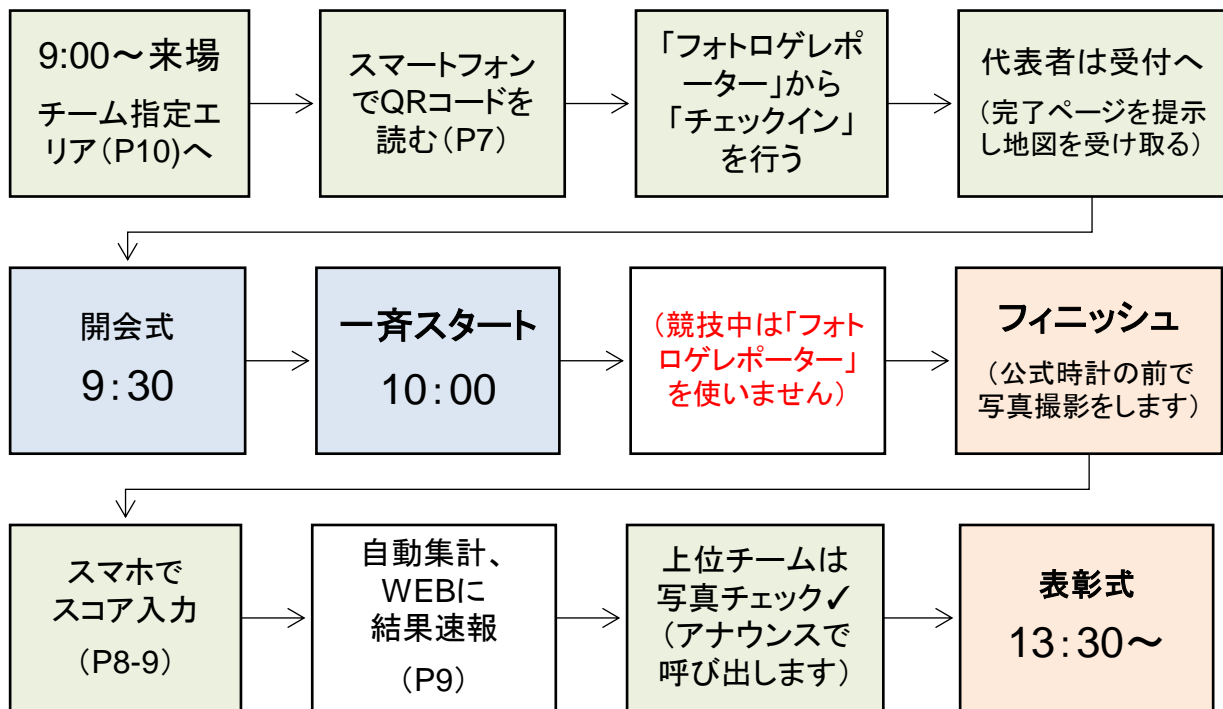 9:00～来場
チーム指定エ
リア(P10)へ
スマートフォン
でQRコードを
読む(P7)
「フォトロゲレポ
ーター」から
「チェックイン」
を行う
代表者は受付へ
(完了ページを提示
し地図を受け取る)
開会式
9:30
一斉スタート
10:00
(競技中は「フォト
ロゲレポーター」
を使いません)
フィニッシュ
(公式時計の前で
写真撮影をします)
スマホで
スコア入力
(P8-9)
自動集計、
WEBに
結果速報
(P9)
上位チームは
写真チェック✓
(アナウンスで
呼び出します)
表彰式
13:30～